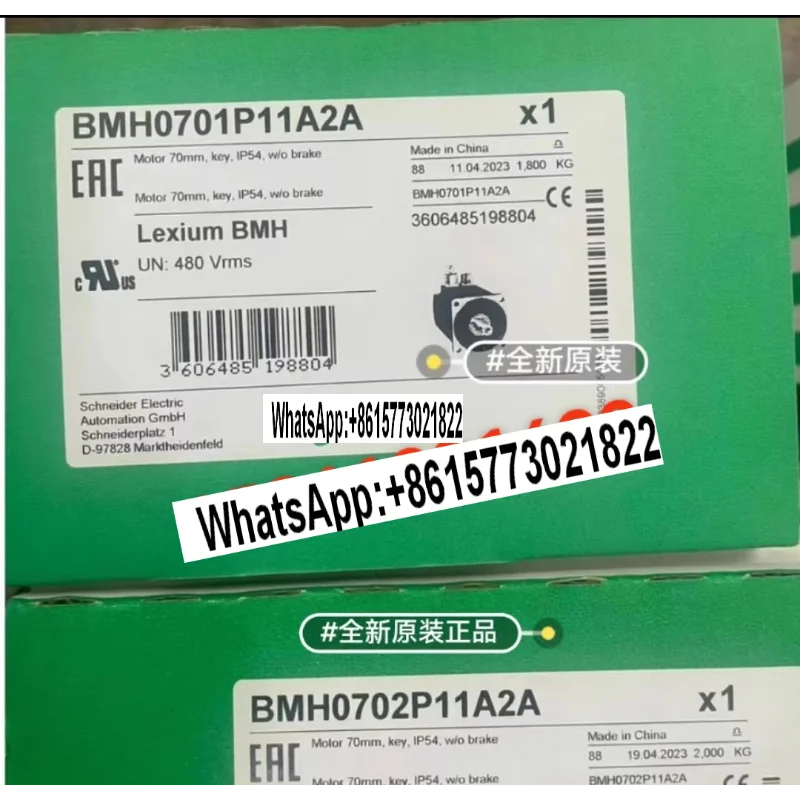 BMH0701P11A2A
x1
EAC
Motor 70mm, key, IP54, w/o brake
Motor 70mm, key, IP54, w/o brake
Made in China
88 11.04.2023 1,800 KG
BMH0701P11A2A
CE
3606485198804
Lexium BMH
UN: 480 Vrms
c RU us
3 606485 198804
#全新原装
Schneider Electric
Automation GmbH
Schneiderplatz 1
D-97828 Marktheidenfeld
WhatsApp:+8615773021822
WhatsApp:+8615773021822
#全新原装正品
BMH0702P11A2A
x1
EAC
Motor 70mm, key, IP54, w/o brake
Motor 70mm, key, IP54, w/o brake
Made in China
88 19.04.2023 2,000 KG
BMH0702P11A2A
CE